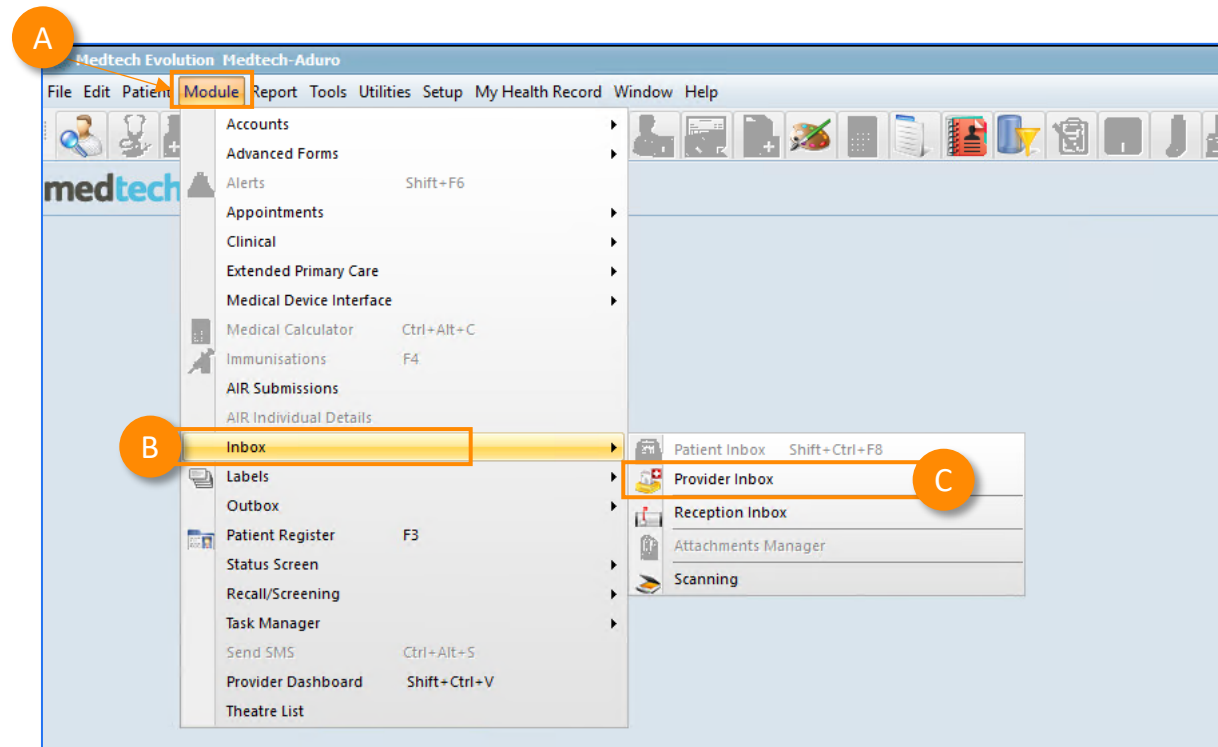 A
Medtech Evolution Medtech-Aduro
File Edit Patient Module Report Tools Utilities Setup My Health Record Window Help
medtech
Accounts
Advanced Forms
Alerts Shift+F6
Appointments
Clinical
Extended Primary Care
Medical Device Interface
Medical Calculator Ctrl+Alt+C
Immunisations F4
AIR Submissions
AIR Individual Details
B
Inbox
Patient Inbox Shift+Ctrl+F8
Labels
Provider Inbox
C
Outbox
Reception Inbox
Patient Register F3
Attachments Manager
Status Screen
Scanning
Recall/Screening
Task Manager
Send SMS Ctrl+Alt+S
Provider Dashboard Shift+Ctrl+V
Theatre List